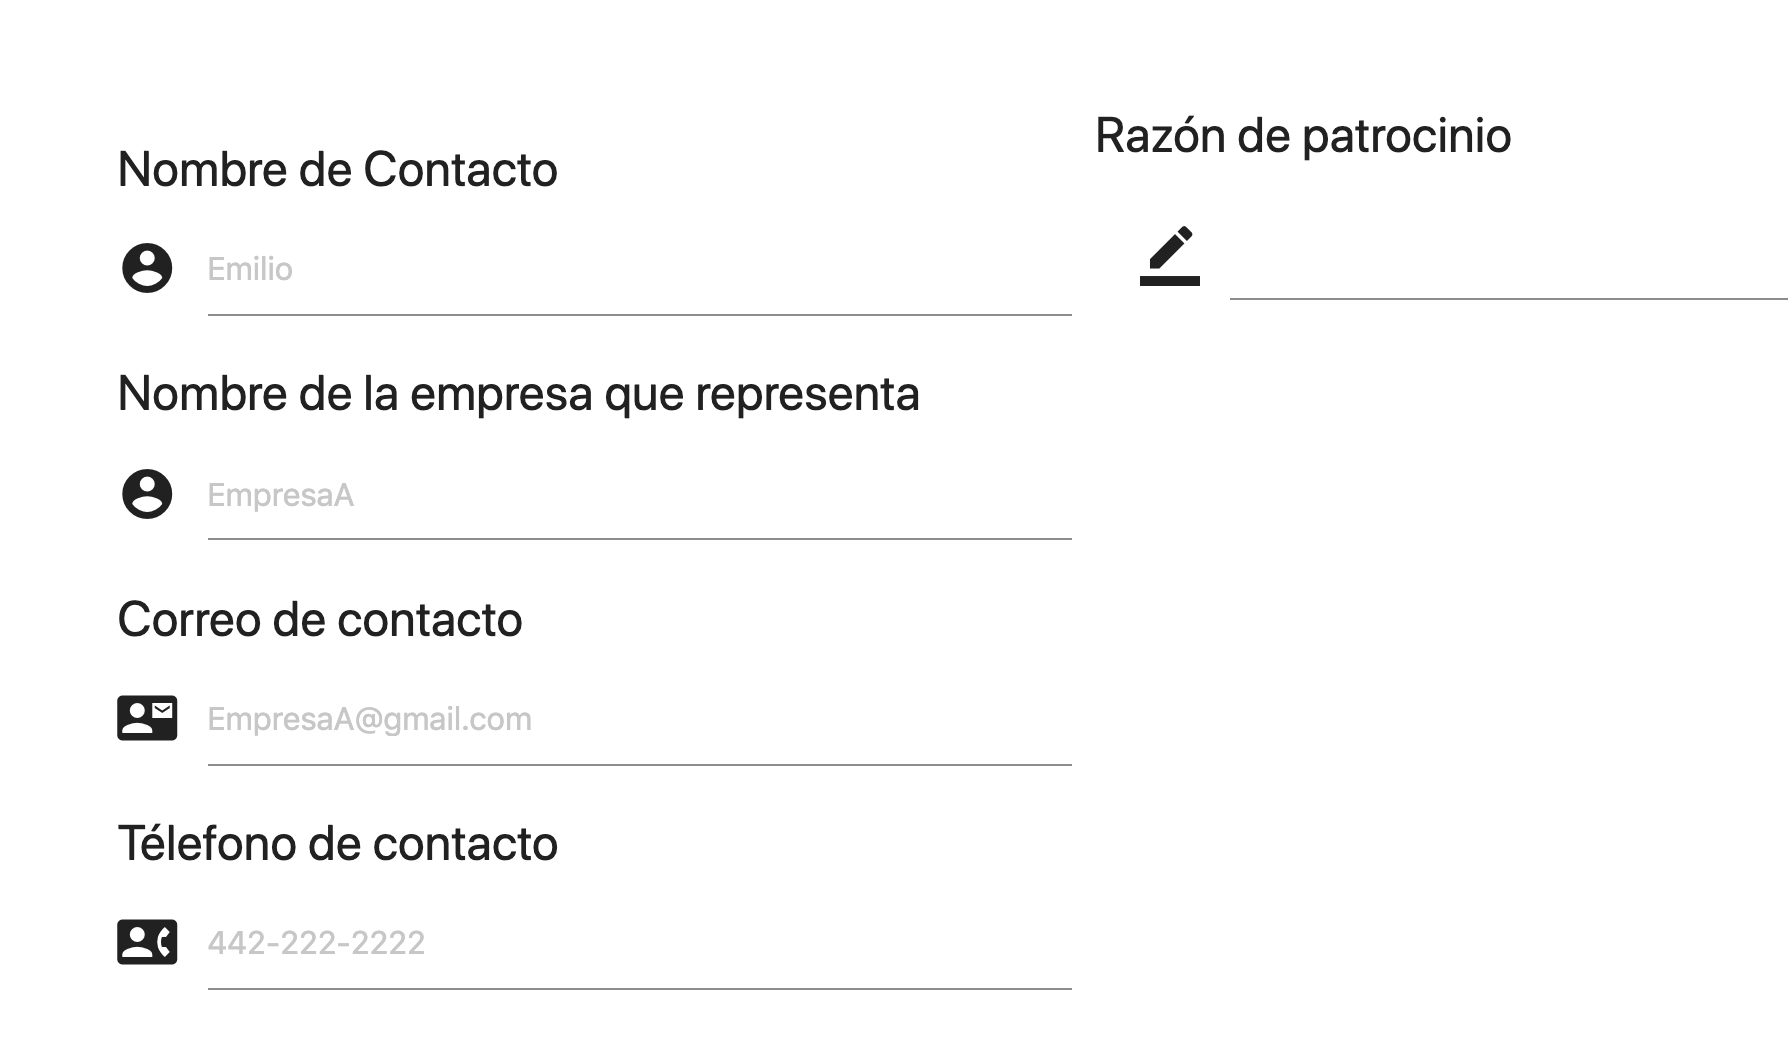 Nombre de Contacto
Emilio
Nombre de la empresa que representa
EmpresaA
Correo de contacto
EmpresaA@gmail.com
Télefono de contacto
442-222-2222
Razón de patrocinio